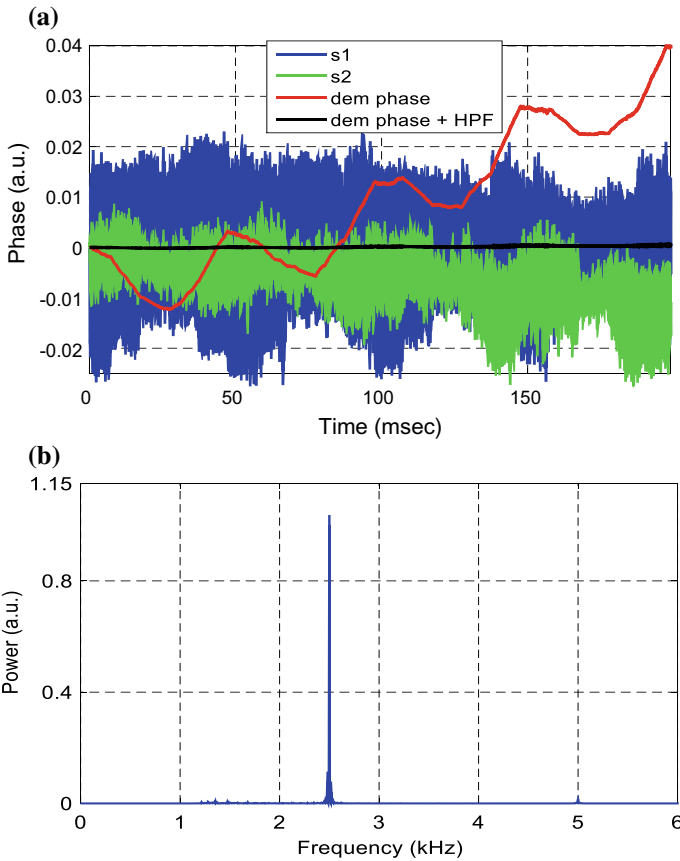 (a)
0.04
0.03
0.02
0.01
0
-0.01
-0.02
Phase (a.u.)
s1
s2
dem phase
dem phase + HPF
0 50 100 150
Time (msec)
(b)
1.15
0.8
0.4
0
Power (a.u.)
0 1 2 3 4 5 6
Frequency (kHz)